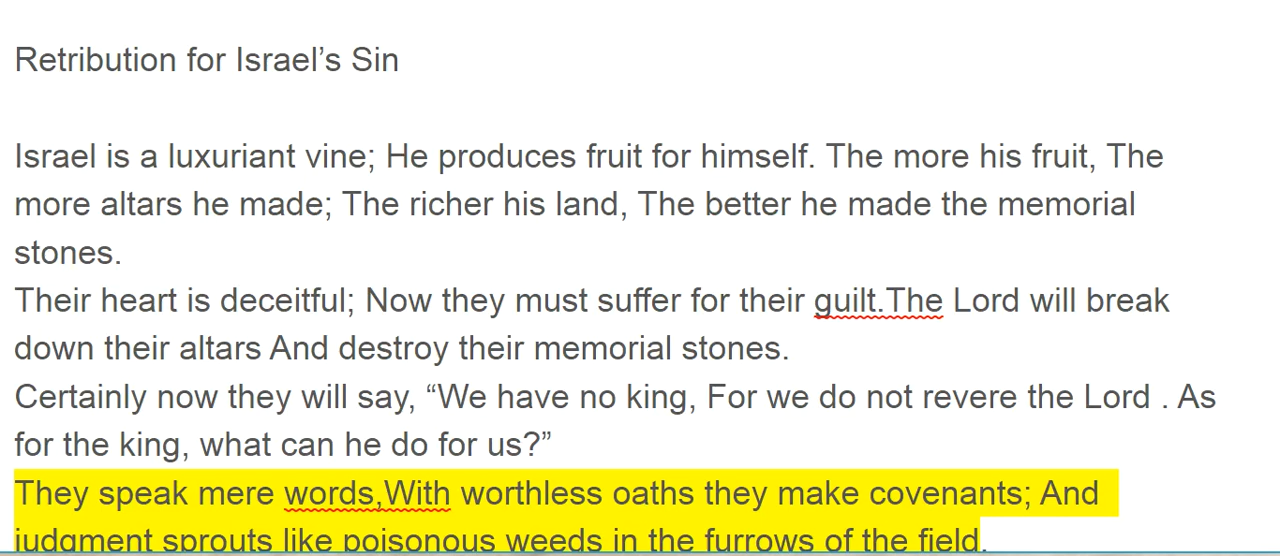 Retribution for Israel’s Sin
Israel is a luxuriant vine; He produces fruit for himself. The more his fruit, The
more altars he made; The richer his land, The better he made the memorial
stones.
Their heart is deceitful; Now they must suffer for their guilt.The Lord will break
down their altars And destroy their memorial stones.
Certainly now they will say, “We have no king, For we do not revere the Lord . As
for the king, what can he do for us?”
They speak mere words,With worthless oaths they make covenants; And
judgment sprouts like poisonous weeds in the furrows of the field.